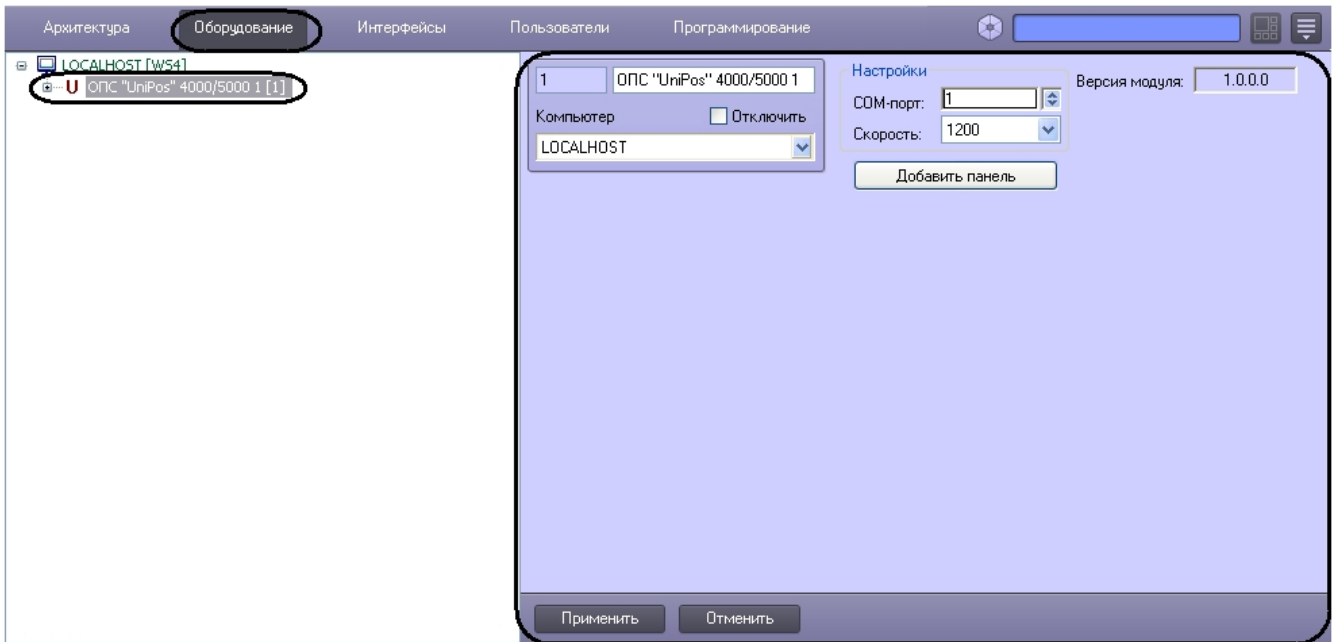 Архитектура Оборудование Интерфейсы Пользователи Программирование
LOCALHOST [WS4]
U ОПС "UniPos" 4000/5000 1 [1]
1 ОПС "UniPos" 4000/5000 1
Компьютер Отключить
LOCALHOST
Настройки
COM-порт: 1
Скорость: 1200
Добавить панель
Версия модуля: 1.0.0.0
Применить Отменить